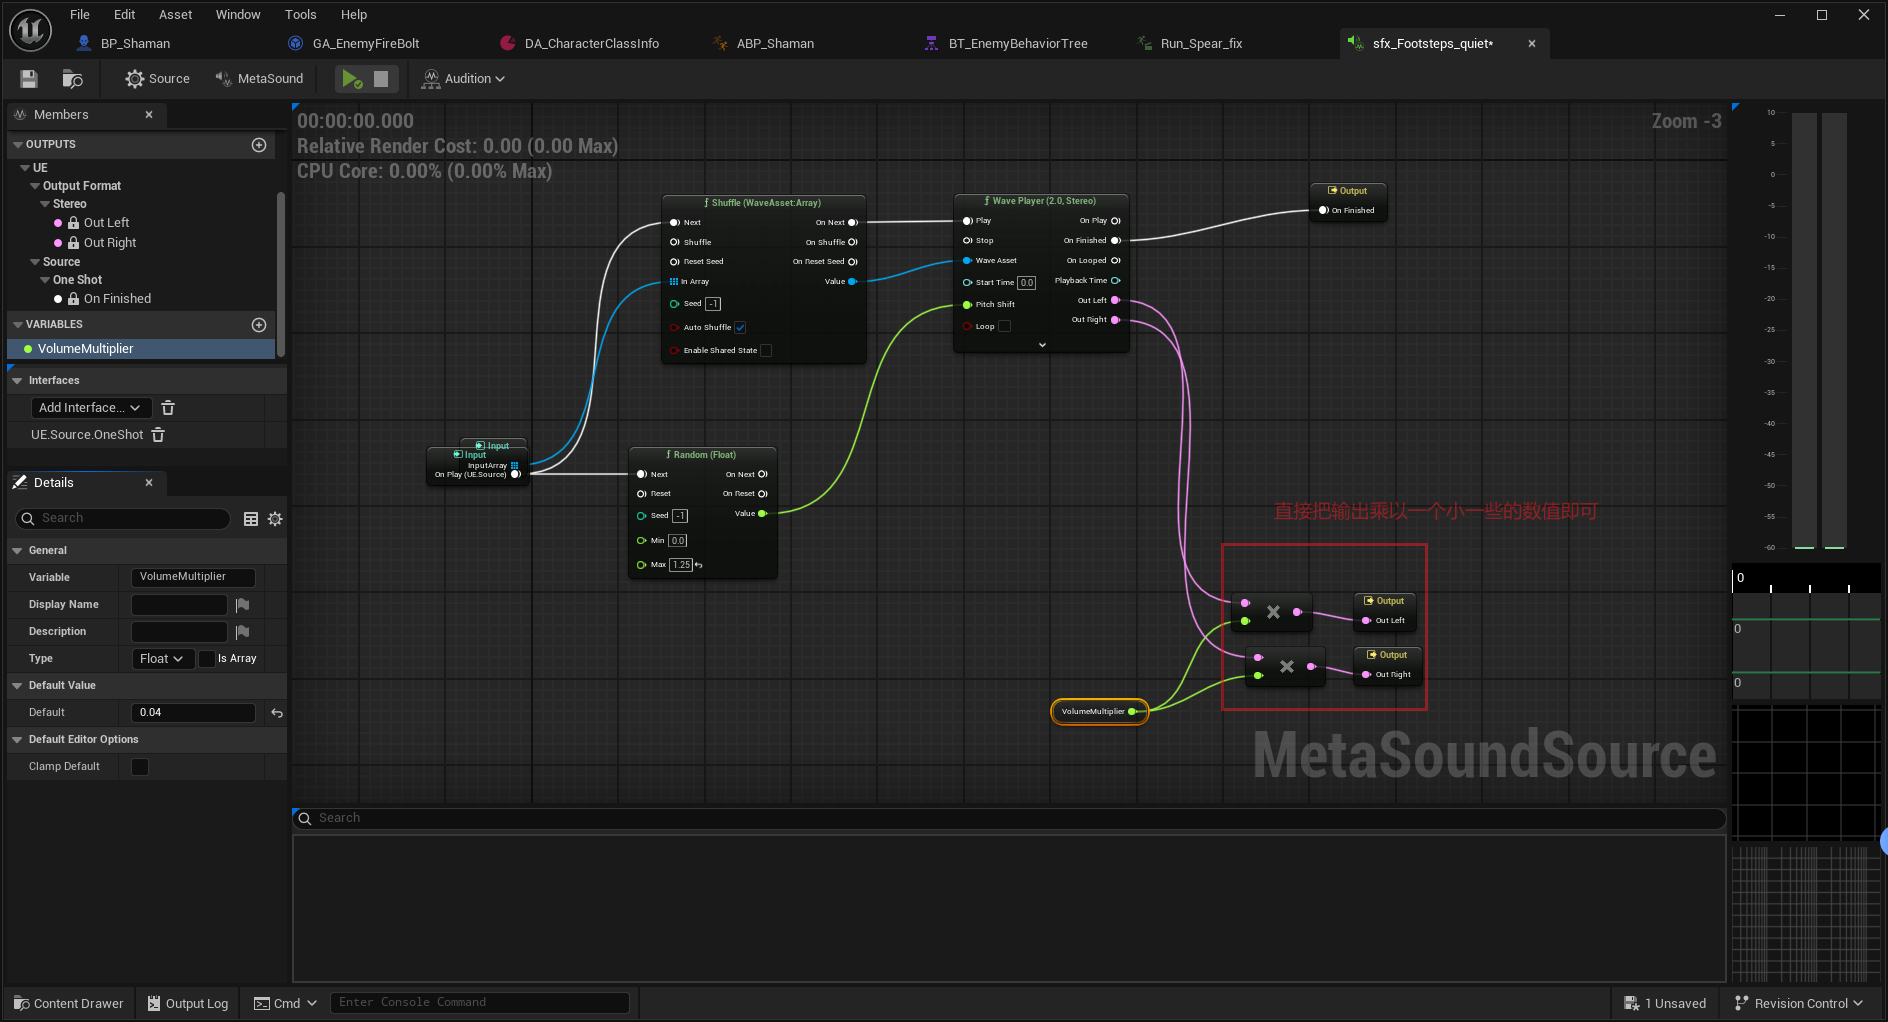 File Edit Asset Window Tools Help
BP_Shaman GA_EnemyFireBolt DA_CharacterClassInfo ABP_Shaman BT_EnemyBehaviorTree Run_Spear_fix sfx_Footsteps_quiet*
Source MetaSound Audition
Members
OUTPUTS
UE
Output Format
Stereo
Out Left
Out Right
Source
One Shot
On Finished
VARIABLES
VolumeMultiplier
Interfaces
Add Interface...
UE.Source.OneShot
Details
Search
General
Variable VolumeMultiplier
Display Name
Description
Type Float Is Array
Default Value
Default 0.04
Default Editor Options
Clamp Default
00:00:00.000
Relative Render Cost: 0.00 (0.00 Max)
CPU Core: 0.00% (0.00% Max)
Zoom -3
Shuffle (WaveAsset:Array)
Next On Next
Shuffle On Shuffle
Reset Seed On Reset Seed
In Array Value
Seed -1
Auto Shuffle
Enable Shared State
Wave Player (2.0, Stereo)
Play On Play
Stop On Finished
Wave Asset On Looped
Start Time 0.0 Playback Time
Pitch Shift Out Left
Loop Out Right
Output
On Finished
Input
Input
InputArray
On Play (UE.Source)
Random (Float)
Next On Next
Reset On Reset
Seed -1 Value
Min 0.0
Max 1.25
直接把输出乘以一个小一些的数值即可
Output
Out Left
Output
Out Right
VolumeMultiplier
MetaSoundSource
Search
10
5
0
-5
-10
-15
-20
-25
-30
-35
-40
-45
-50
-55
-60
0
0
0
Content Drawer Output Log Cmd Enter Console Command 1 Unsaved Revision Control